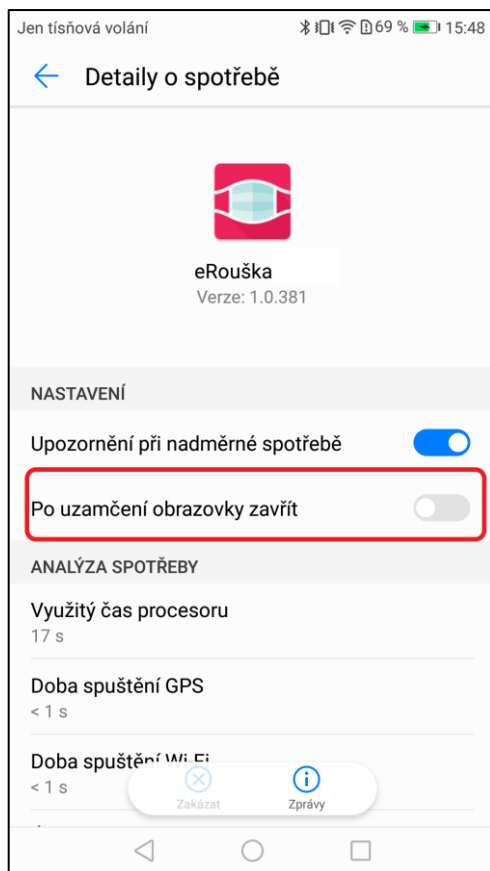 Jen tísňová volání 69 % 15:48
Detaily o spotřebě
eRouška
Verze: 1.0.381
NASTAVENÍ
Upozornění při nadměrné spotřebě
Po uzamčení obrazovky zavřít
ANALÝZA SPOTŘEBY
Využitý čas procesoru
17 s
Doba spuštění GPS
< 1 s
Doba spuštění Wi-Fi
< 1 s
Zakázat Zprávy